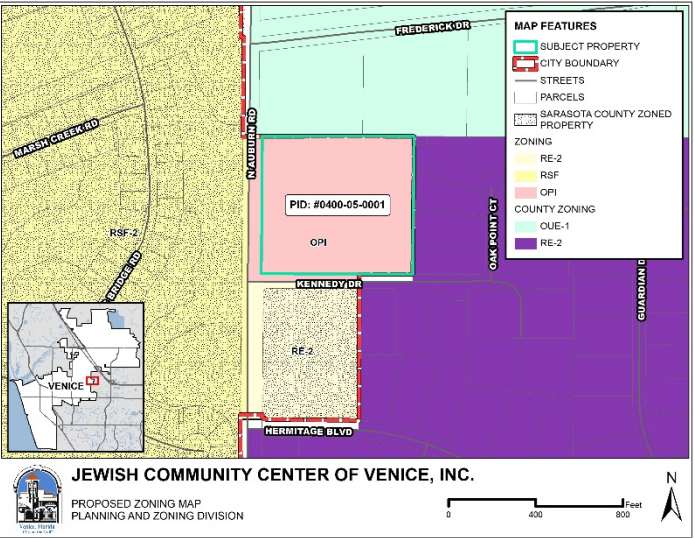 FREDERICK DR
MAP FEATURES
SUBJECT PROPERTY
CITY BOUNDARY
STREETS
PARCELS
SARASOTA COUNTY ZONED
PROPERTY
ZONING
RE-2
RSF
OPI
COUNTY ZONING
OUE-1
RE-2
N AUBURN RD
MARSH CREEK RD
PID: #0400-05-0001
OPI
OAK POINT CT
RSF-2
BRIDGE RD
KENNEDY DR
GUARDIAN D
RE-2
VENICE
HERMITAGE BLVD
JEWISH COMMUNITY CENTER OF VENICE, INC.
PROPOSED ZONING MAP
PLANNING AND ZONING DIVISION
Venice, Florida
0 400 800 Feet
N